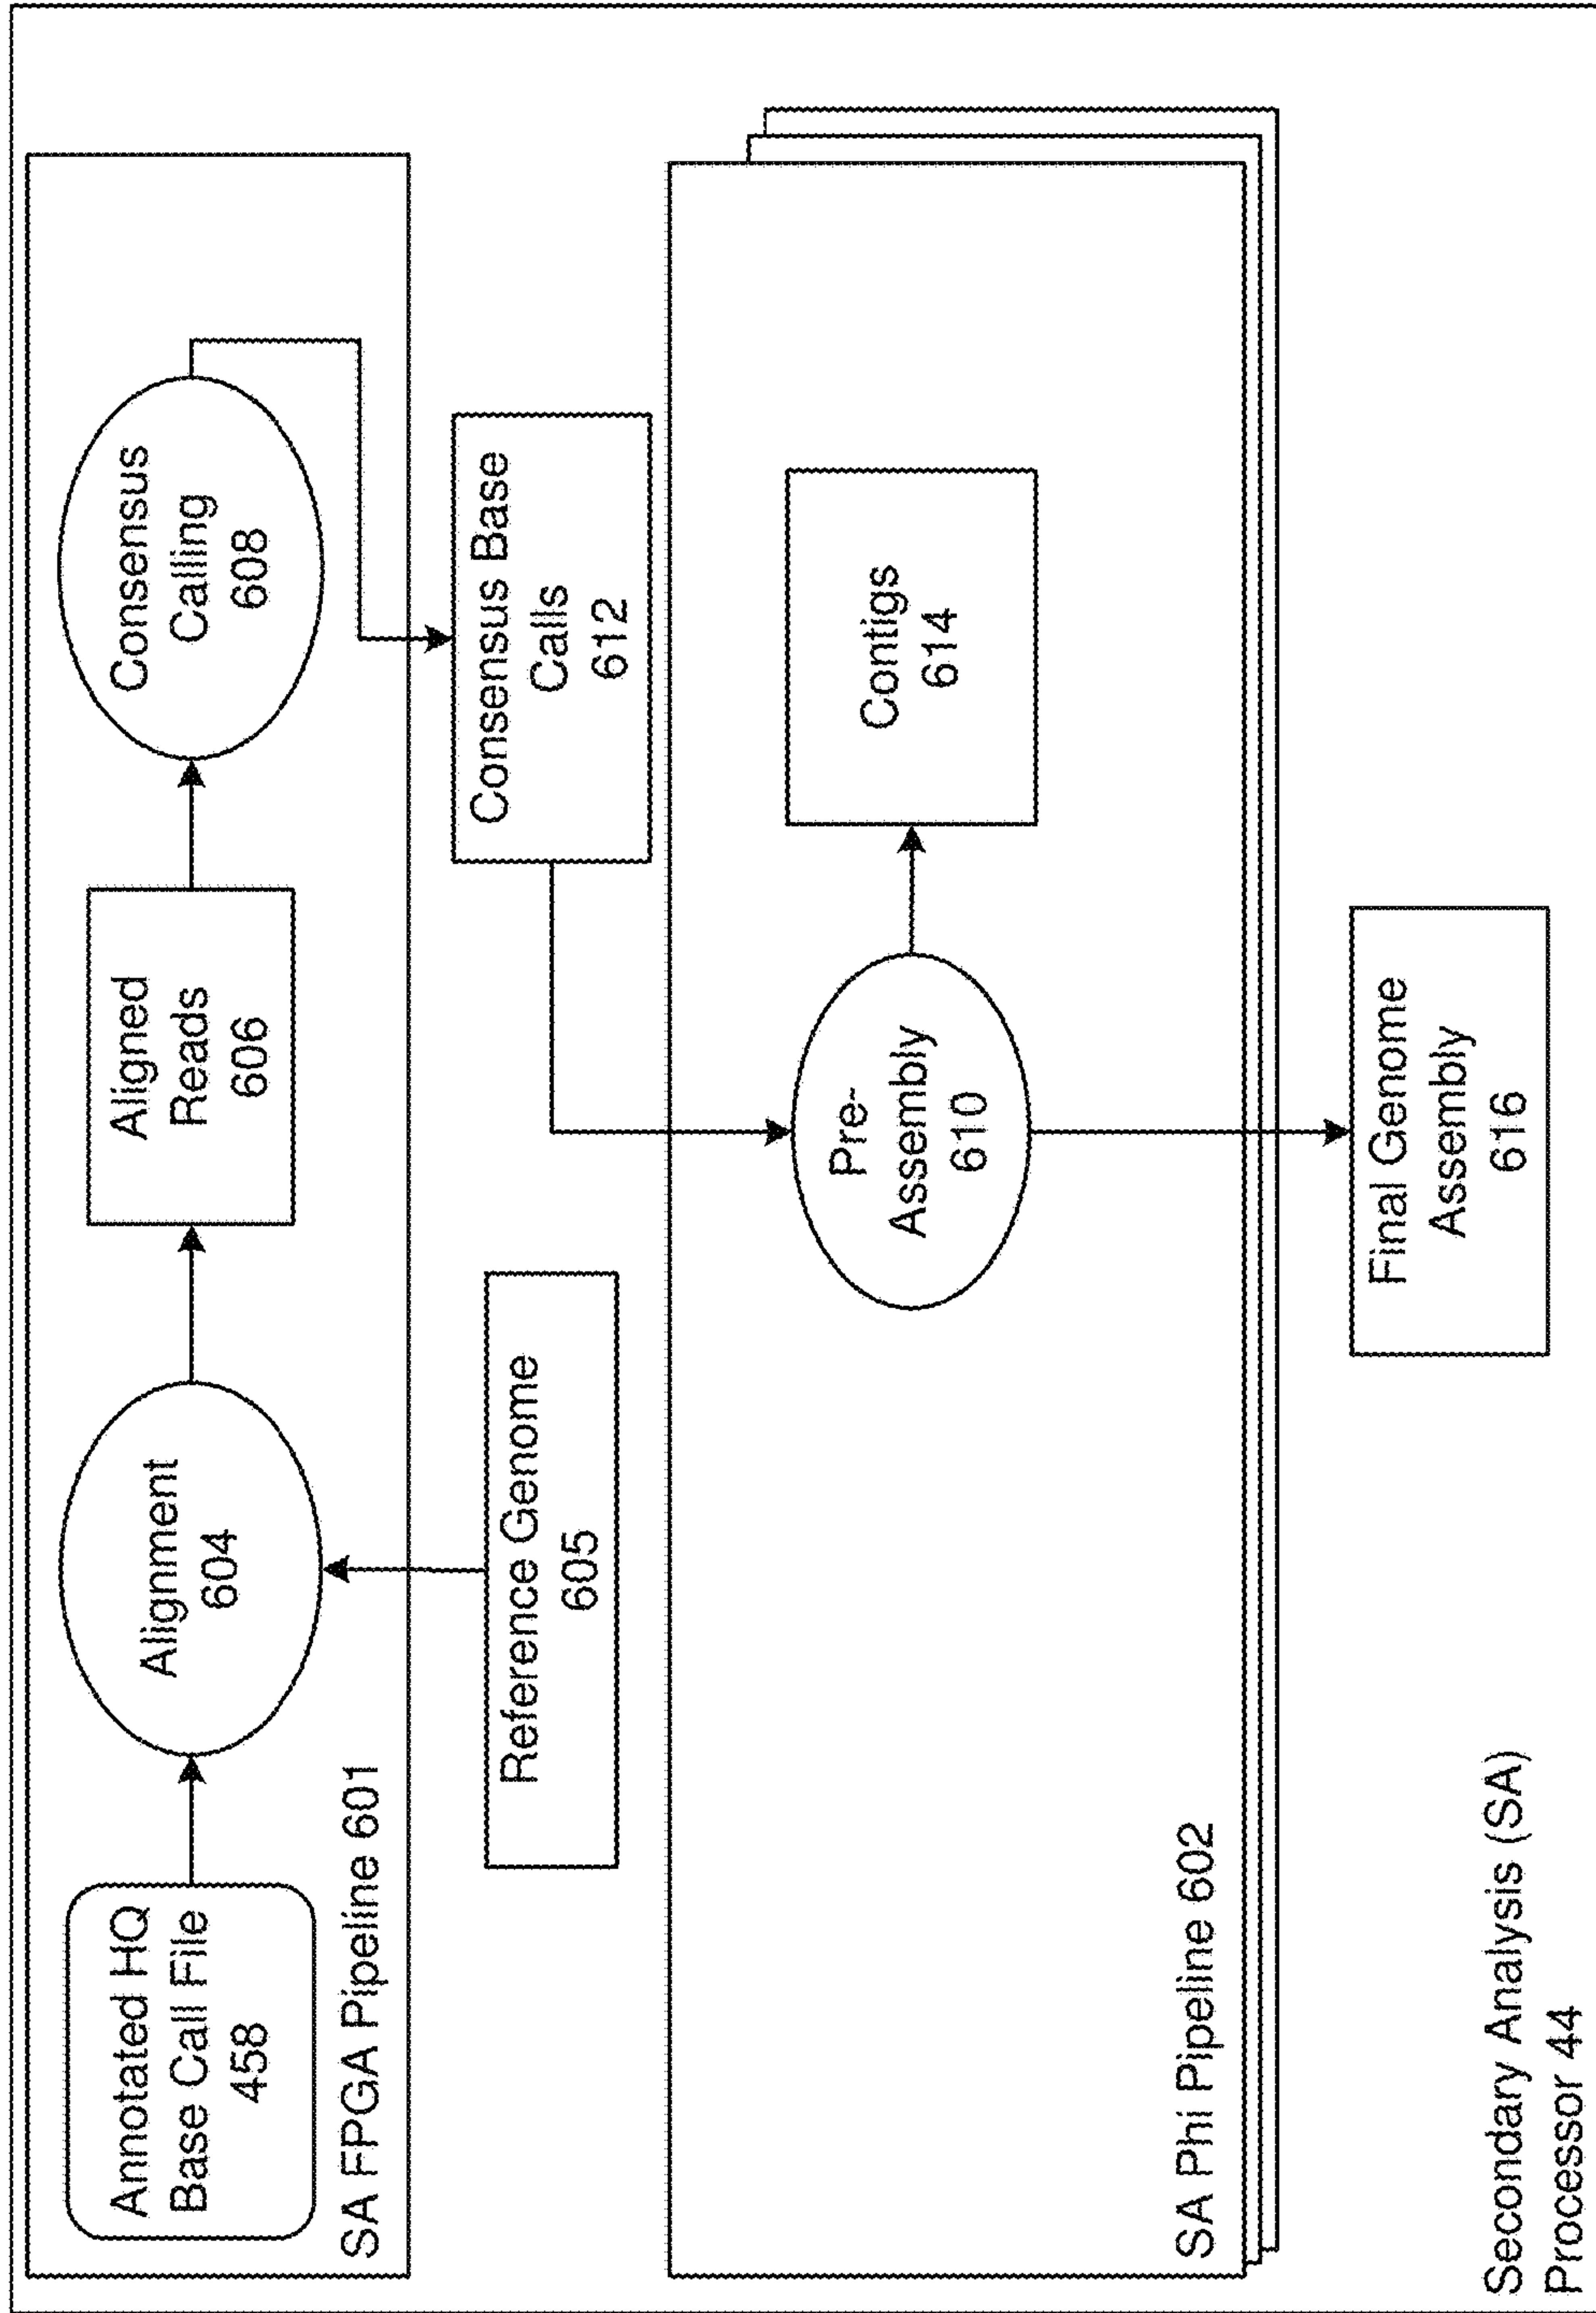 Annotated HQ
Base Call File
458
Alignment
604
Aligned
Reads
606
Consensus
Calling
608
SA FPGA Pipeline 601
Reference Genome
605
Consensus Base
Calls
612
Pre-
Assembly
610
Contigs
614
SA Phi Pipeline 602
Final Genome
Assembly
616
Secondary Analysis (SA)
Processor 44